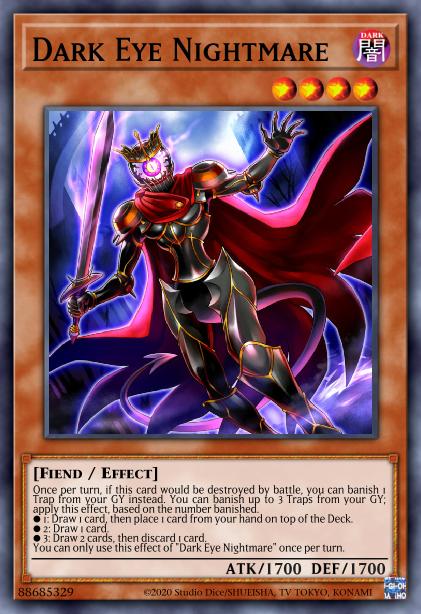 DARK EYE NIGHTMARE
DARK
闇
[FIEND / EFFECT]
Once per turn, if this card would be destroyed by battle, you can banish 1
Trap from your GY instead. You can banish up to 3 Traps from your GY;
apply this effect, based on the number banished.
● 1: Draw 1 card, then place 1 card from your hand on top of the Deck.
● 2: Draw 1 card.
● 3: Draw 2 cards, then discard 1 card.
You can only use this effect of "Dark Eye Nightmare" once per turn.
ATK/1700 DEF/1700
88685329
©2020 Studio Dice/SHUEISHA, TV TOKYO, KONAMI